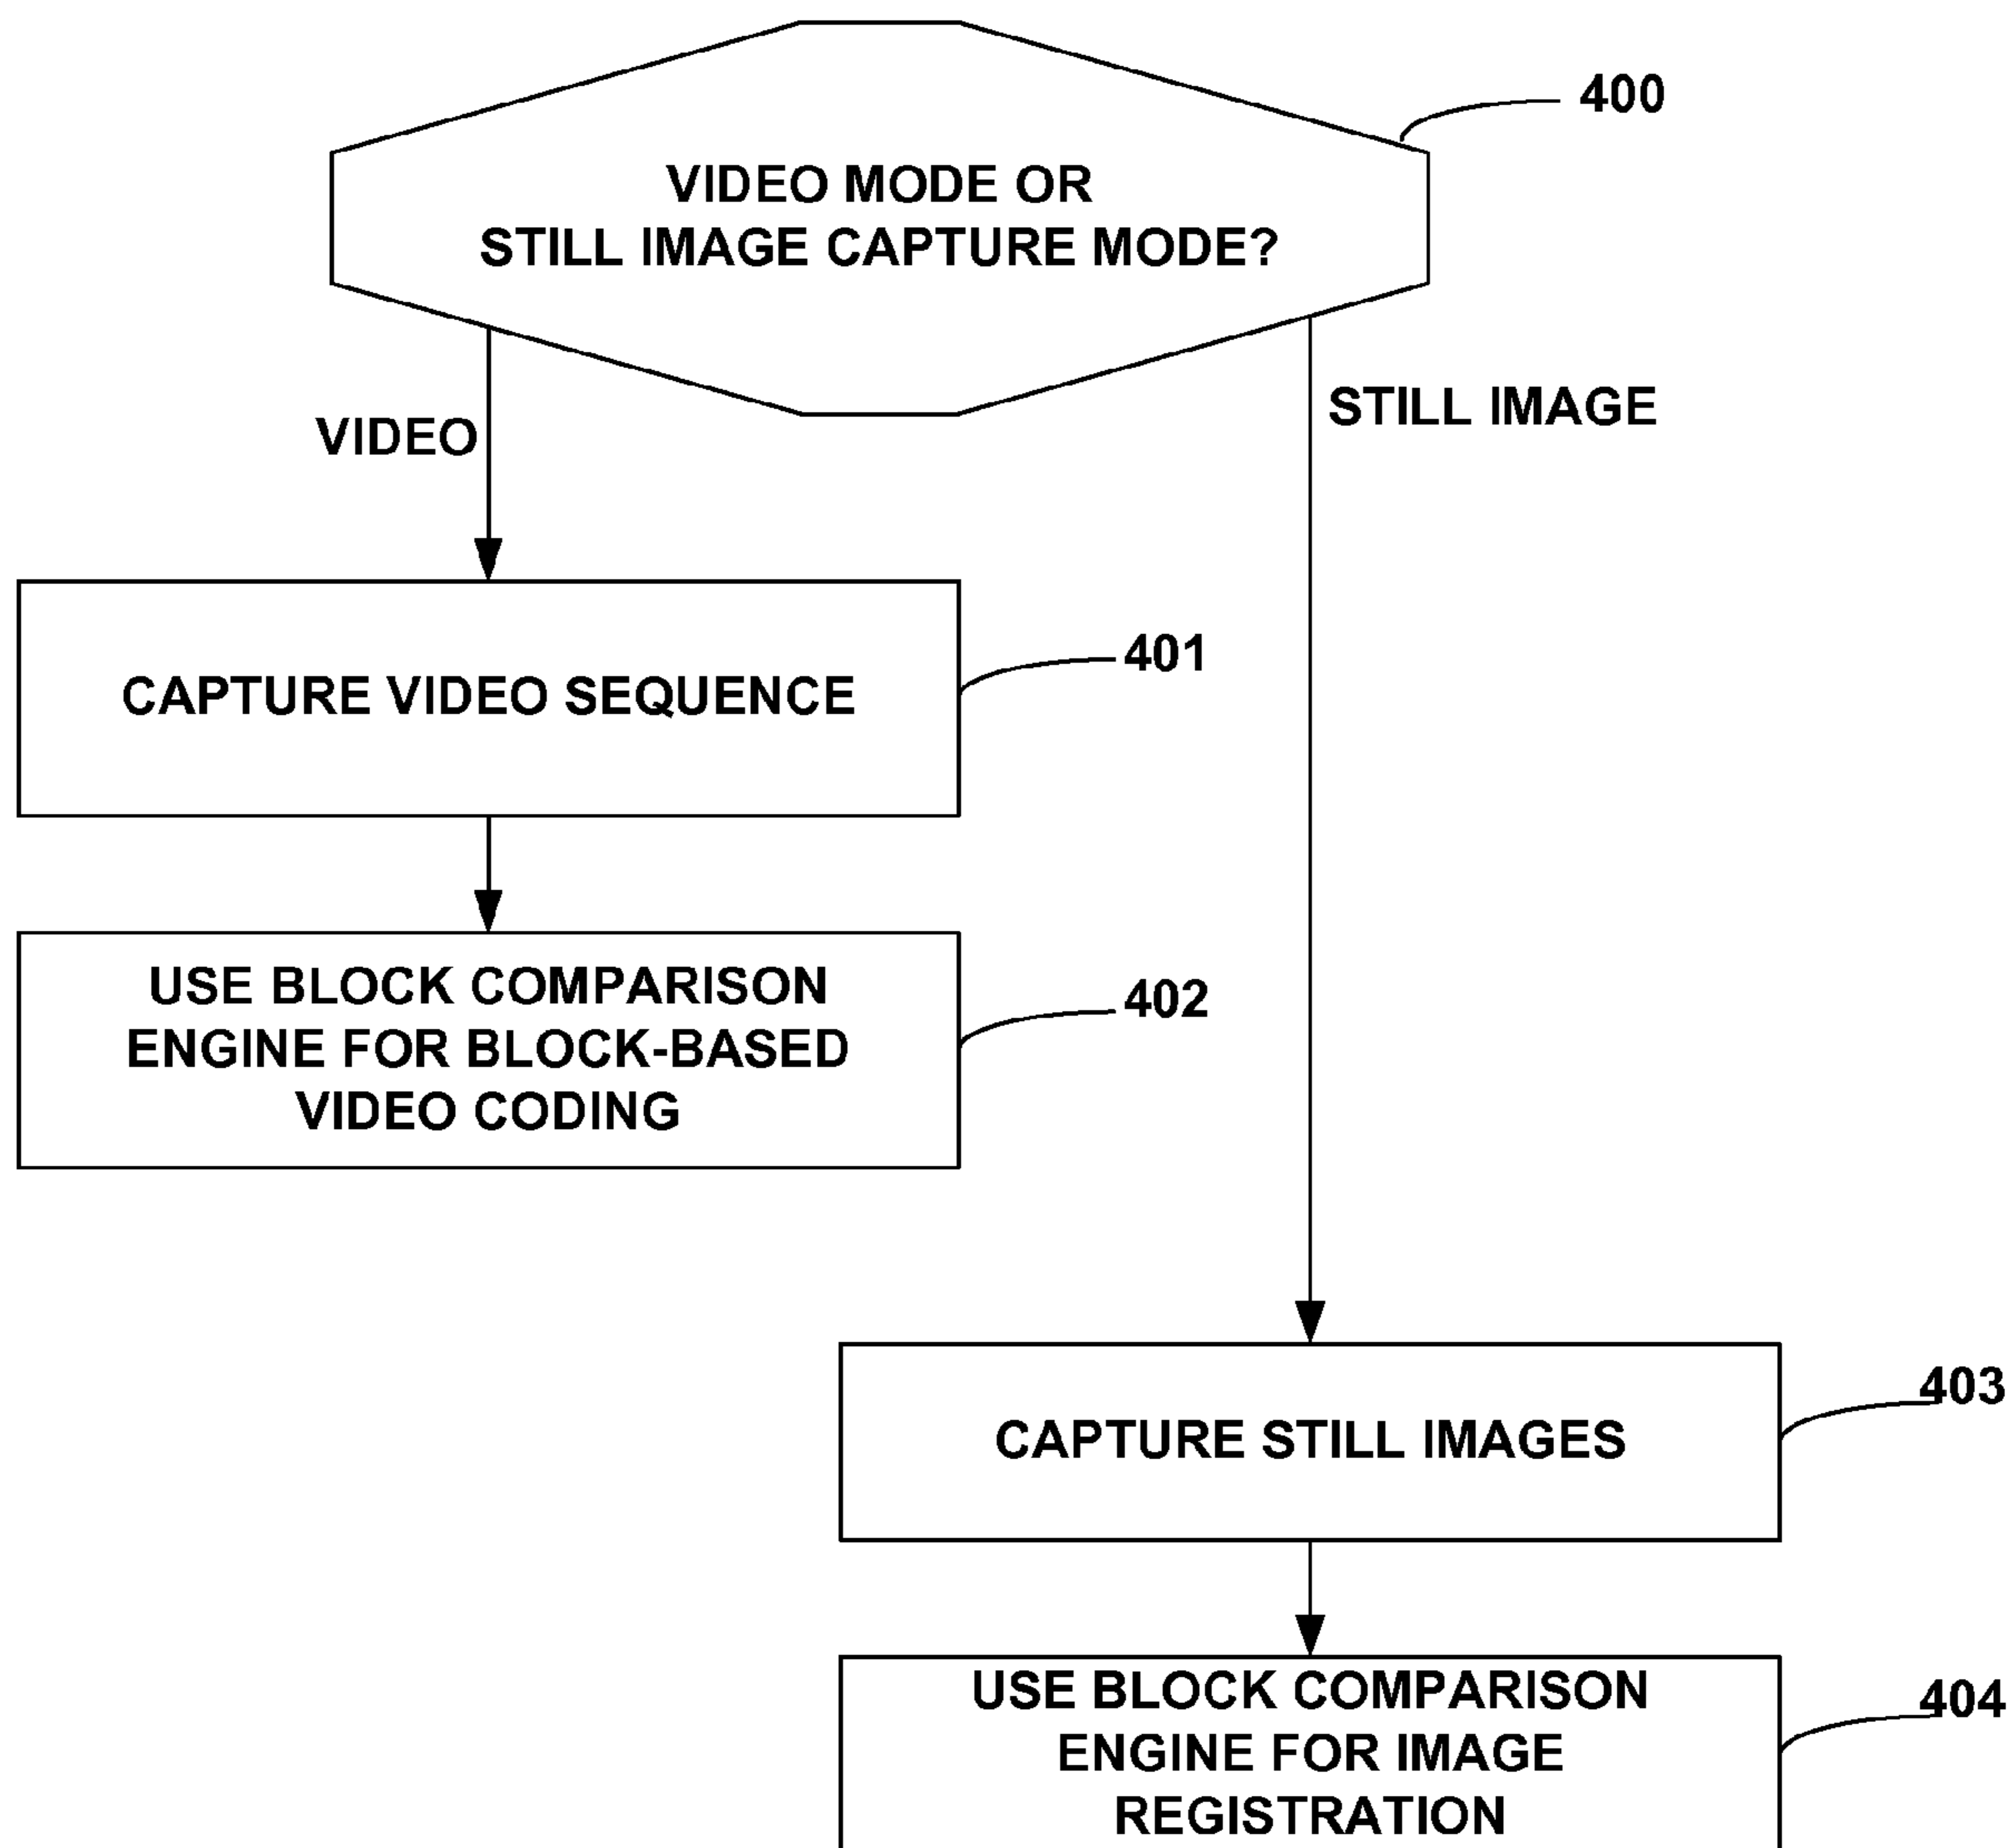 400
VIDEO MODE OR
STILL IMAGE CAPTURE MODE?
VIDEO
STILL IMAGE
CAPTURE VIDEO SEQUENCE
401
USE BLOCK COMPARISON
ENGINE FOR BLOCK-BASED
VIDEO CODING
402
CAPTURE STILL IMAGES
403
USE BLOCK COMPARISON
ENGINE FOR IMAGE
REGISTRATION
404